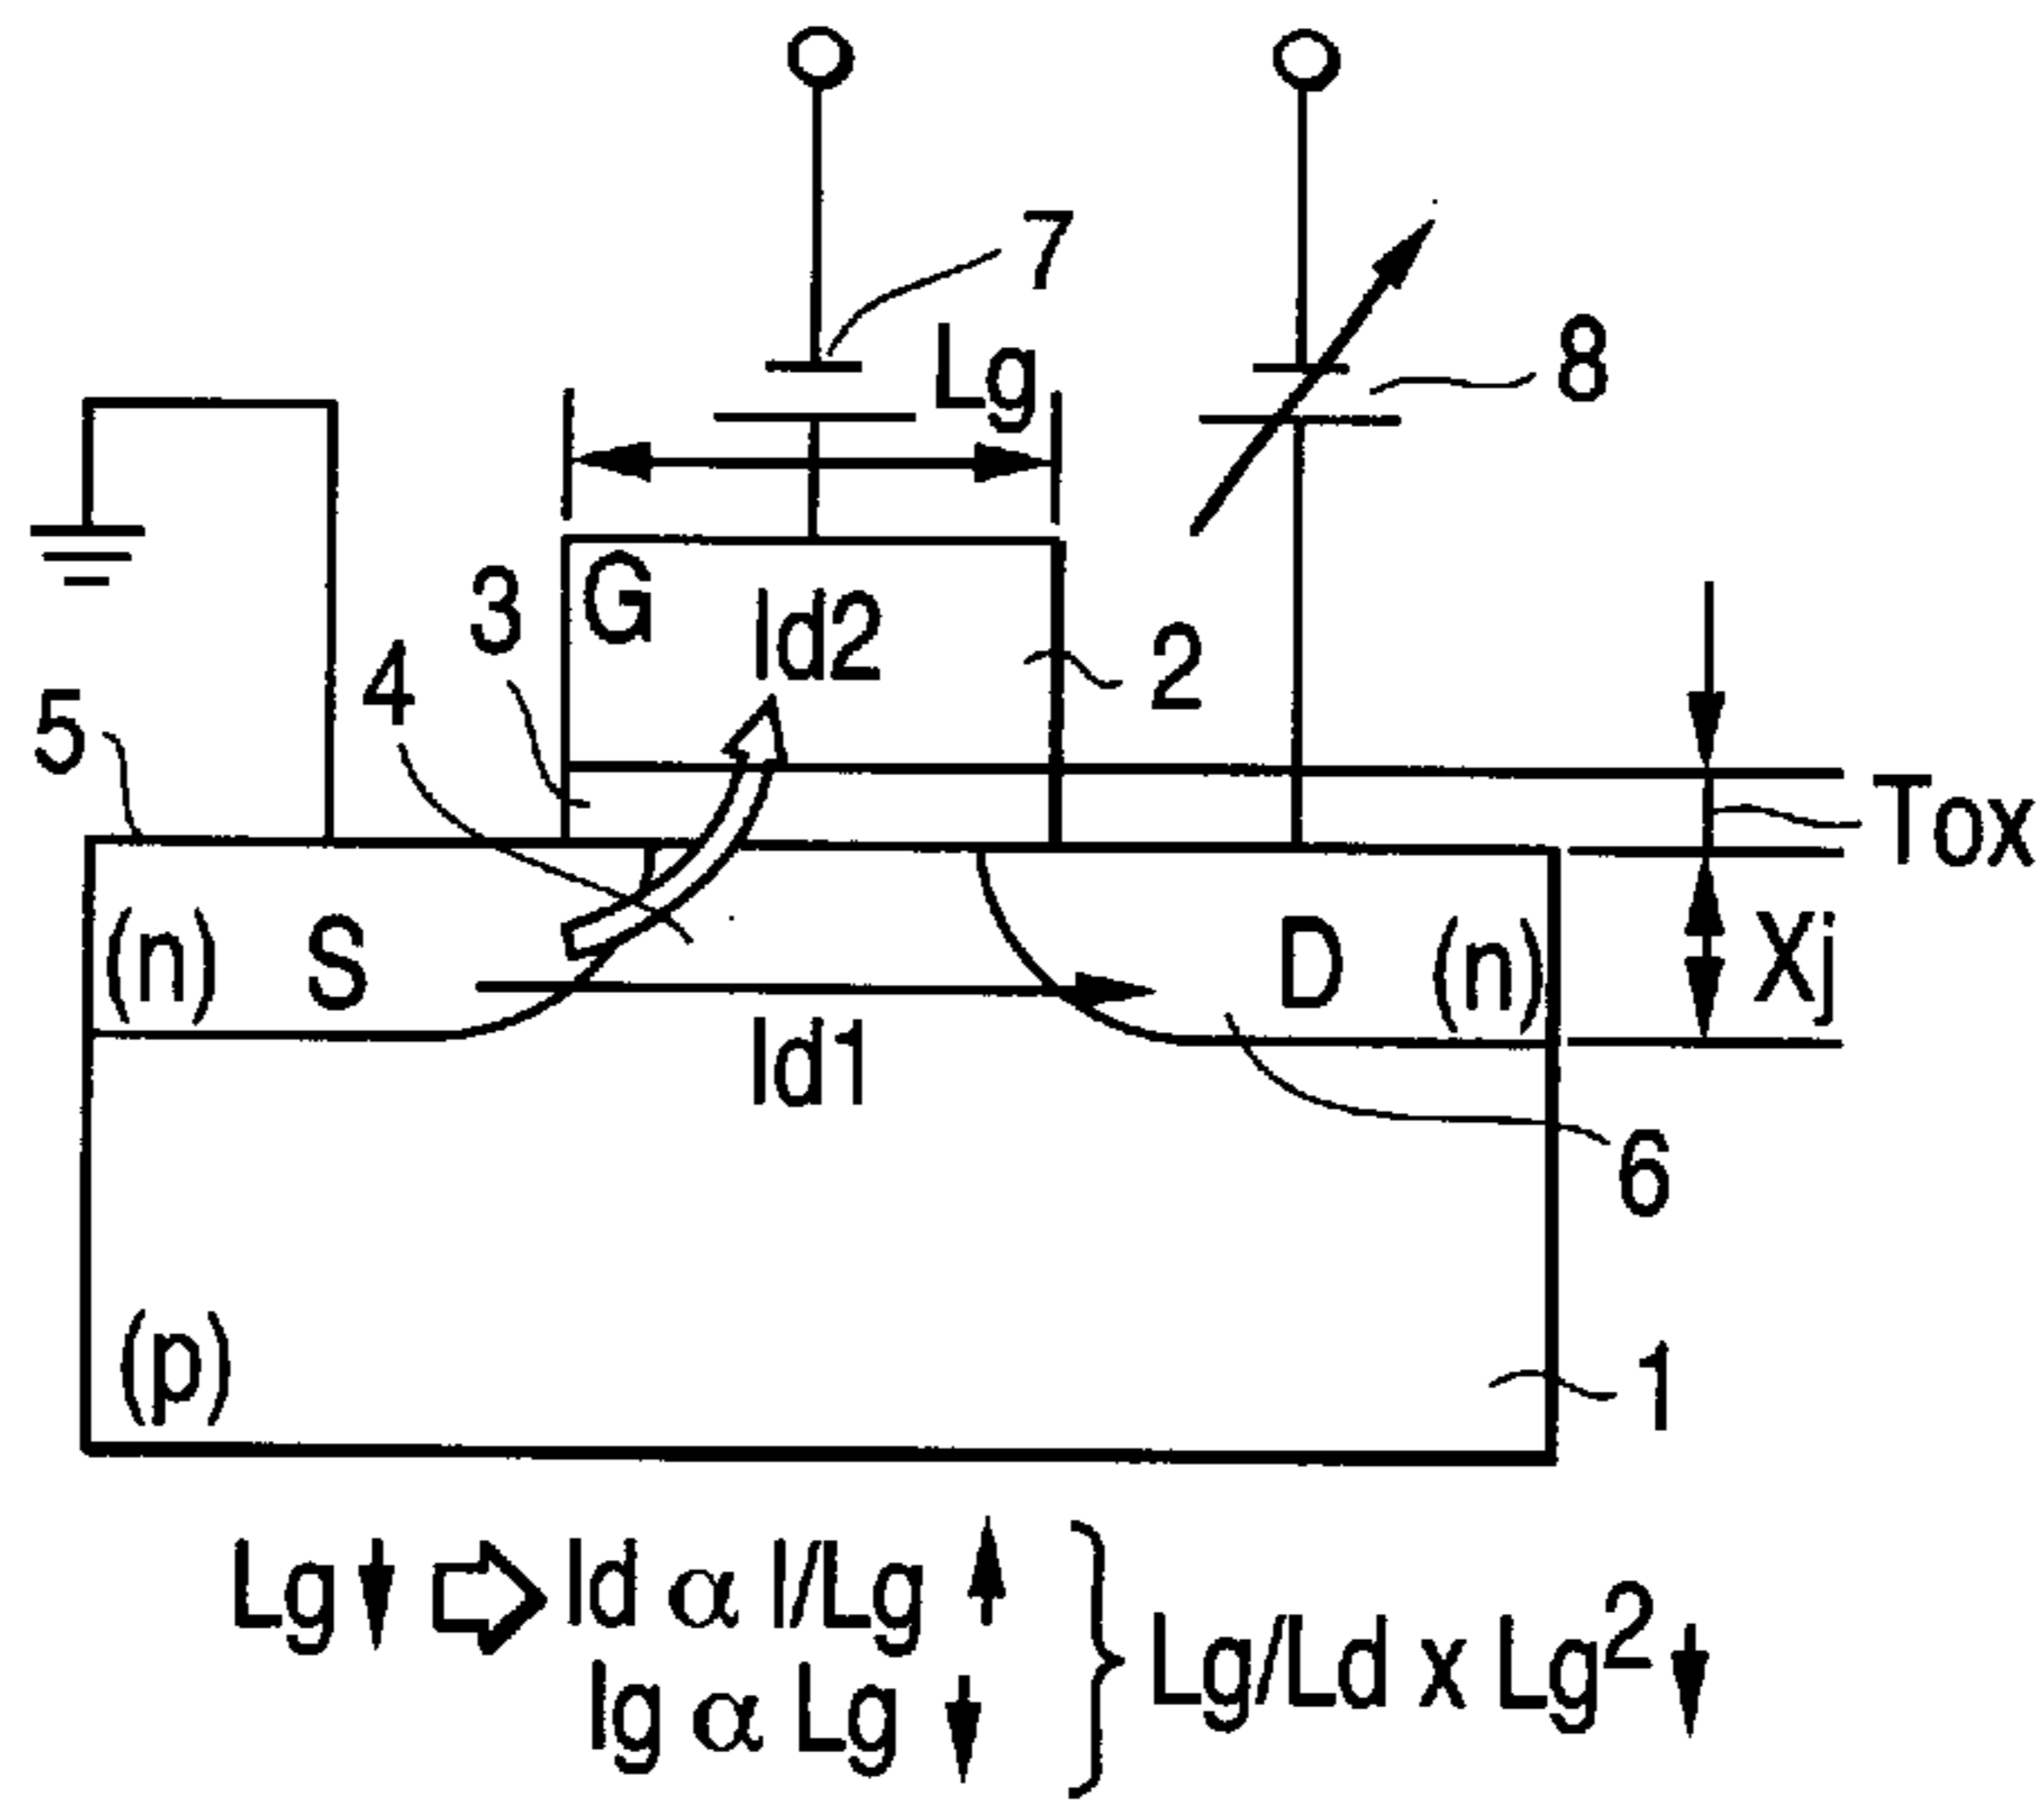 7
Lg
8
3
G
Id2
2
4
5
Tox
(n)
S
D
(n)
Xj
Id1
6
(p)
1
Lg ⇨ Id α I/Lg
Ig α Lg
Lg/Ld x Lg²